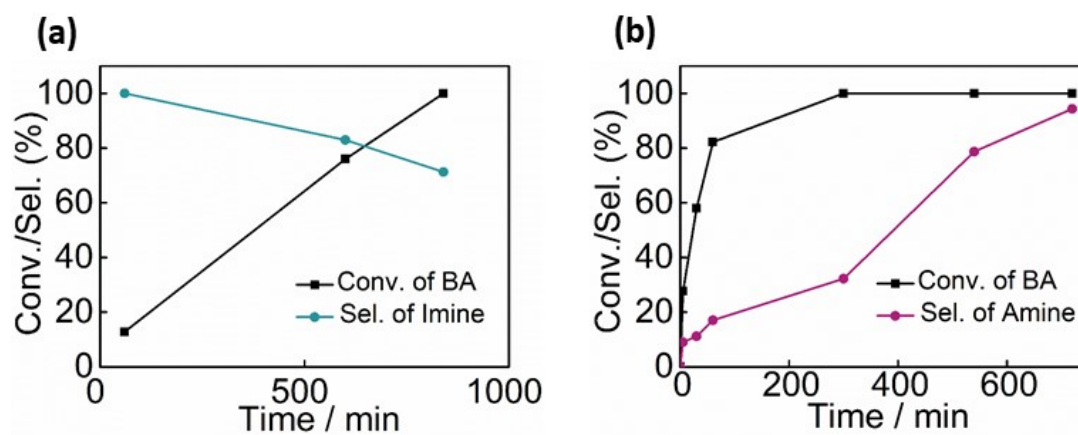 (a)
Conv./Sel. (%)
100
80
60
40
20
0
Conv. of BA
Sel. of Imine
0
500
1000
Time / min
(b)
Conv./Sel. (%)
100
80
60
40
20
0
Conv. of BA
Sel. of Amine
0
200
400
600
Time / min